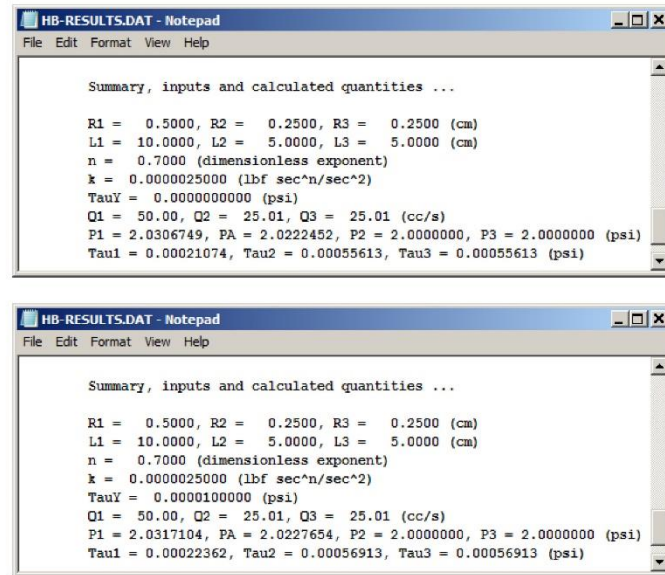 HB-RESULTS.DAT - Notepad
File Edit Format View Help
Summary, inputs and calculated quantities ...
R1 = 0.5000, R2 = 0.2500, R3 = 0.2500 (cm)
L1 = 10.0000, L2 = 5.0000, L3 = 5.0000 (cm)
n = 0.7000 (dimensionless exponent)
k = 0.0000025000 (lbf sec^n/sec^2)
TauY = 0.0000000000 (psi)
Q1 = 50.00, Q2 = 25.01, Q3 = 25.01 (cc/s)
P1 = 2.0306749, PA = 2.0222452, P2 = 2.0000000, P3 = 2.0000000 (psi)
Tau1 = 0.00021074, Tau2 = 0.00055613, Tau3 = 0.00055613 (psi)
HB-RESULTS.DAT - Notepad
File Edit Format View Help
Summary, inputs and calculated quantities ...
R1 = 0.5000, R2 = 0.2500, R3 = 0.2500 (cm)
L1 = 10.0000, L2 = 5.0000, L3 = 5.0000 (cm)
n = 0.7000 (dimensionless exponent)
k = 0.0000025000 (lbf sec^n/sec^2)
TauY = 0.0000100000 (psi)
Q1 = 50.00, Q2 = 25.01, Q3 = 25.01 (cc/s)
P1 = 2.0317104, PA = 2.0227654, P2 = 2.0000000, P3 = 2.0000000 (psi)
Tau1 = 0.00022362, Tau2 = 0.00056913, Tau3 = 0.00056913 (psi)